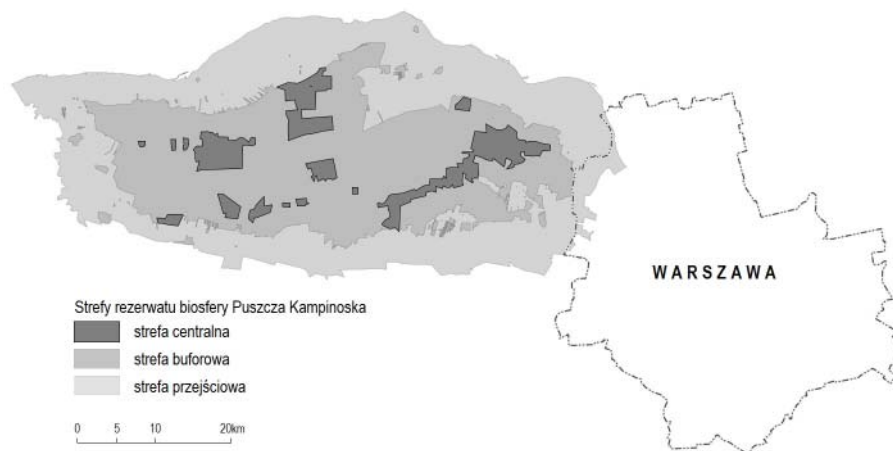 WARSZAWA
Strefy rezerwatu biosfery Puszcza Kampinoska
strefa centralna
strefa buforowa
strefa przejściowa
0 5 10 20km